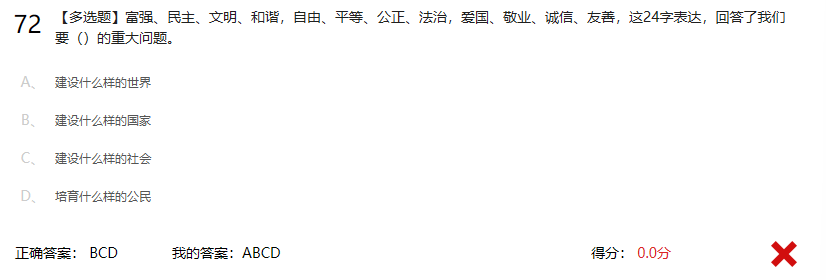 72 【多选题】富强、民主、文明、和谐，自由、平等、公正、法治，爱国、敬业、诚信、友善，这24字表达，回答了我们
要（）的重大问题。
A、 建设什么样的世界
B、 建设什么样的国家
C、 建设什么样的社会
D、 培育什么样的公民
正确答案： BCD 我的答案：ABCD 得分： 0.0分